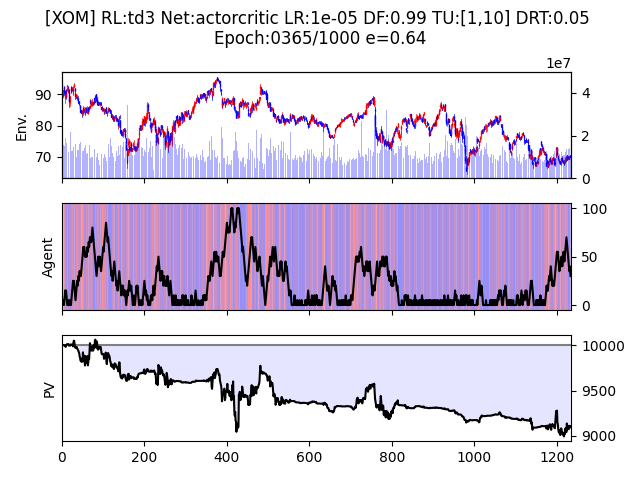 [XOM] RL:td3 Net:actorcritic LR:1e-05 DF:0.99 TU:[1,10] DRT:0.05
Epoch:0365/1000 e=0.64
1e7
90
80
70
Env.
4
2
0
Agent
100
50
0
PV
10000
9500
9000
0 200 400 600 800 1000 1200